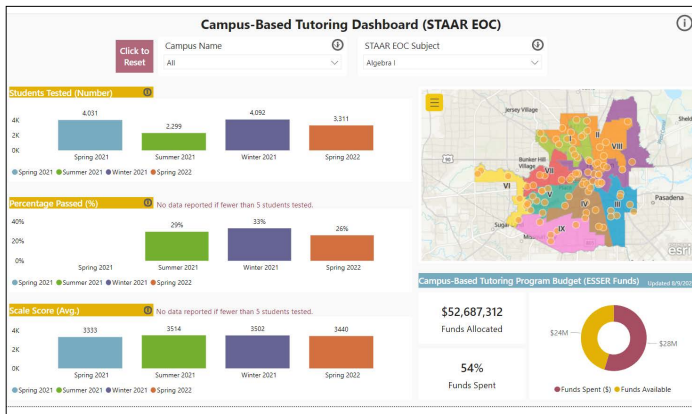 Campus-Based Tutoring Dashboard (STAAR EOC)
Click to Reset
Campus Name
All
STAAR EOC Subject
Algebra I
Students Tested (Number)
4K
2K
0K
4,031
2,299
4,092
3,311
Spring 2021
Summer 2021
Winter 2021
Spring 2022
Spring 2021 Summer 2021 Winter 2021 Spring 2022
Percentage Passed (%)
No data reported if fewer than 5 students tested.
40%
20%
0%
29%
33%
26%
Spring 2021
Summer 2021
Winter 2021
Spring 2022
Spring 2021 Summer 2021 Winter 2021 Spring 2022
Scale Score (Avg.)
No data reported if fewer than 5 students tested.
4K
2K
0K
3333
3514
3502
3440
Spring 2021
Summer 2021
Winter 2021
Spring 2022
Spring 2021 Summer 2021 Winter 2021 Spring 2022
Jersey Village
Bunker Hill
Village
Pasadena
Sugar
I
II
VIII
VII
VI
V
IV
III
IX
esri
Campus-Based Tutoring Program Budget (ESSER Funds)
$52,687,312
Funds Allocated
54%
Funds Spent
$24M
$28M
Funds Spent ($) Funds Available